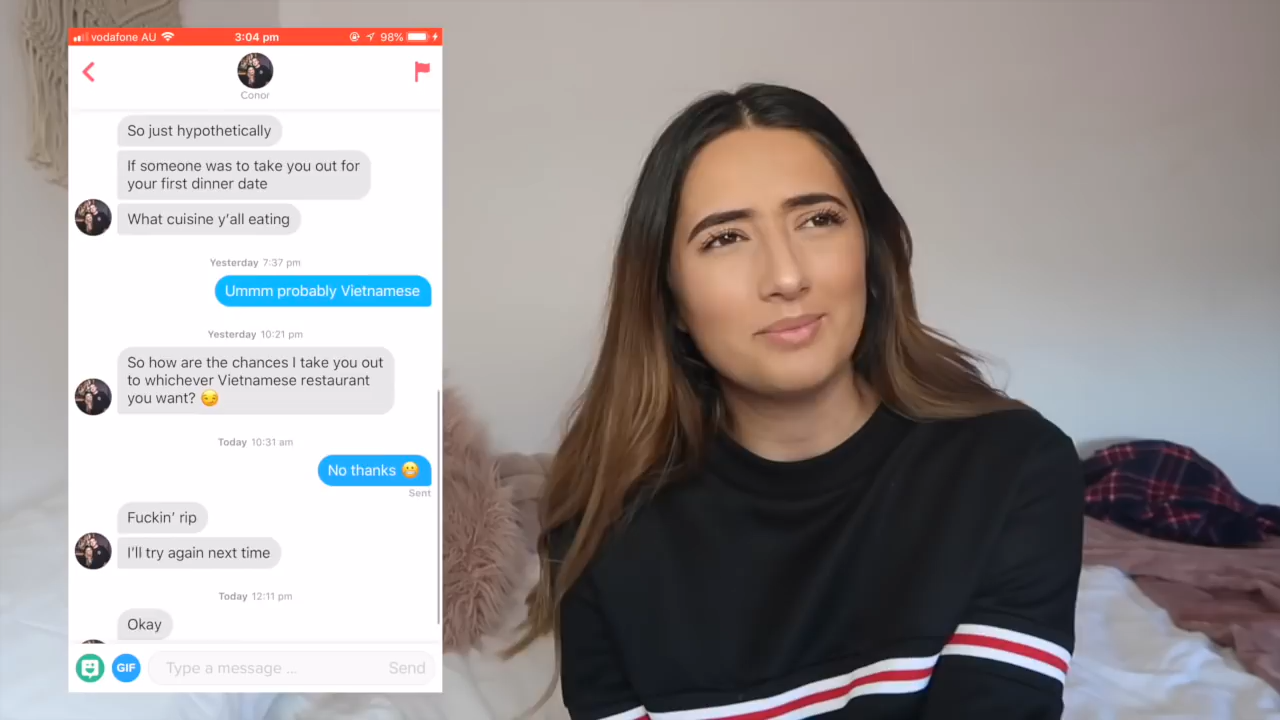 vodafone AU
3:04 pm
98%
Conor
So just hypothetically
If someone was to take you out for
your first dinner date
What cuisine y'all eating
Yesterday 7:37 pm
Ummm probably Vietnamese
Yesterday 10:21 pm
So how are the chances I take you out
to whichever Vietnamese restaurant
you want? 😏
Today 10:31 am
No thanks 😬
Sent
Fuckin' rip
I'll try again next time
Today 12:11 pm
Okay
GIF
Type a message ...
Send